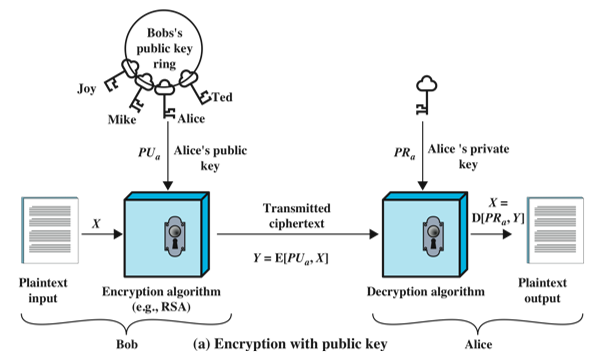 Bobs's
public key
ring
Joy
Ted
Mike
Alice
PUa
Alice's public
key
PRa
Alice 's private
key
X
Transmitted
ciphertext
X =
D[PRa, Y]
Y = E[PUa, X]
Plaintext
input
Encryption algorithm
(e.g., RSA)
Decryption algorithm
Plaintext
output
Bob
(a) Encryption with public key
Alice